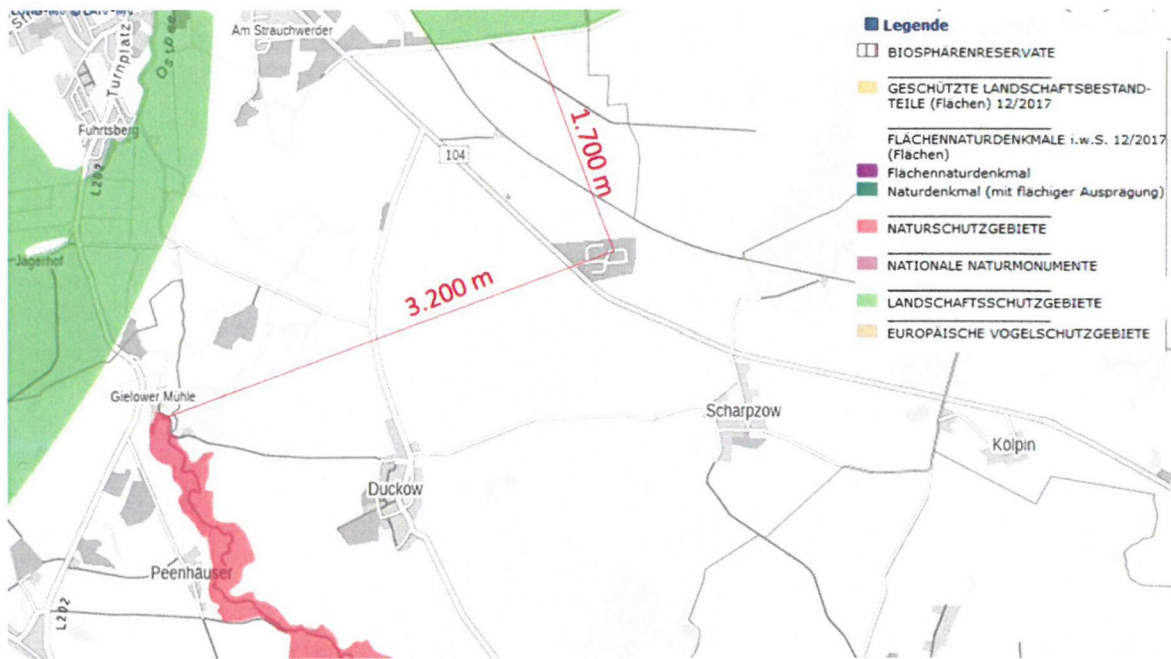 Am Strauchwerder
Turnplatz
Ostpee
Fuhrtsberg
L202
104
1.700 m
Jägerhof
3.200 m
Gielower Mühle
Scharpzow
Kölpin
Duckow
Peenhäuser
L202
Legende
BIOSPHÄRENRESERVATE
GESCHÜTZTE LANDSCHAFTSBESTAND-
TEILE (Flächen) 12/2017
FLÄCHENNATURDENKMALE i.w.S. 12/2017
(Flächen)
Flächennaturdenkmal
Naturdenkmal (mit flächiger Ausprägung)
NATURSCHUTZGEBIETE
NATIONALE NATURMONUMENTE
LANDSCHAFTSSCHUTZGEBIETE
EUROPÄISCHE VOGELSCHUTZGEBIETE